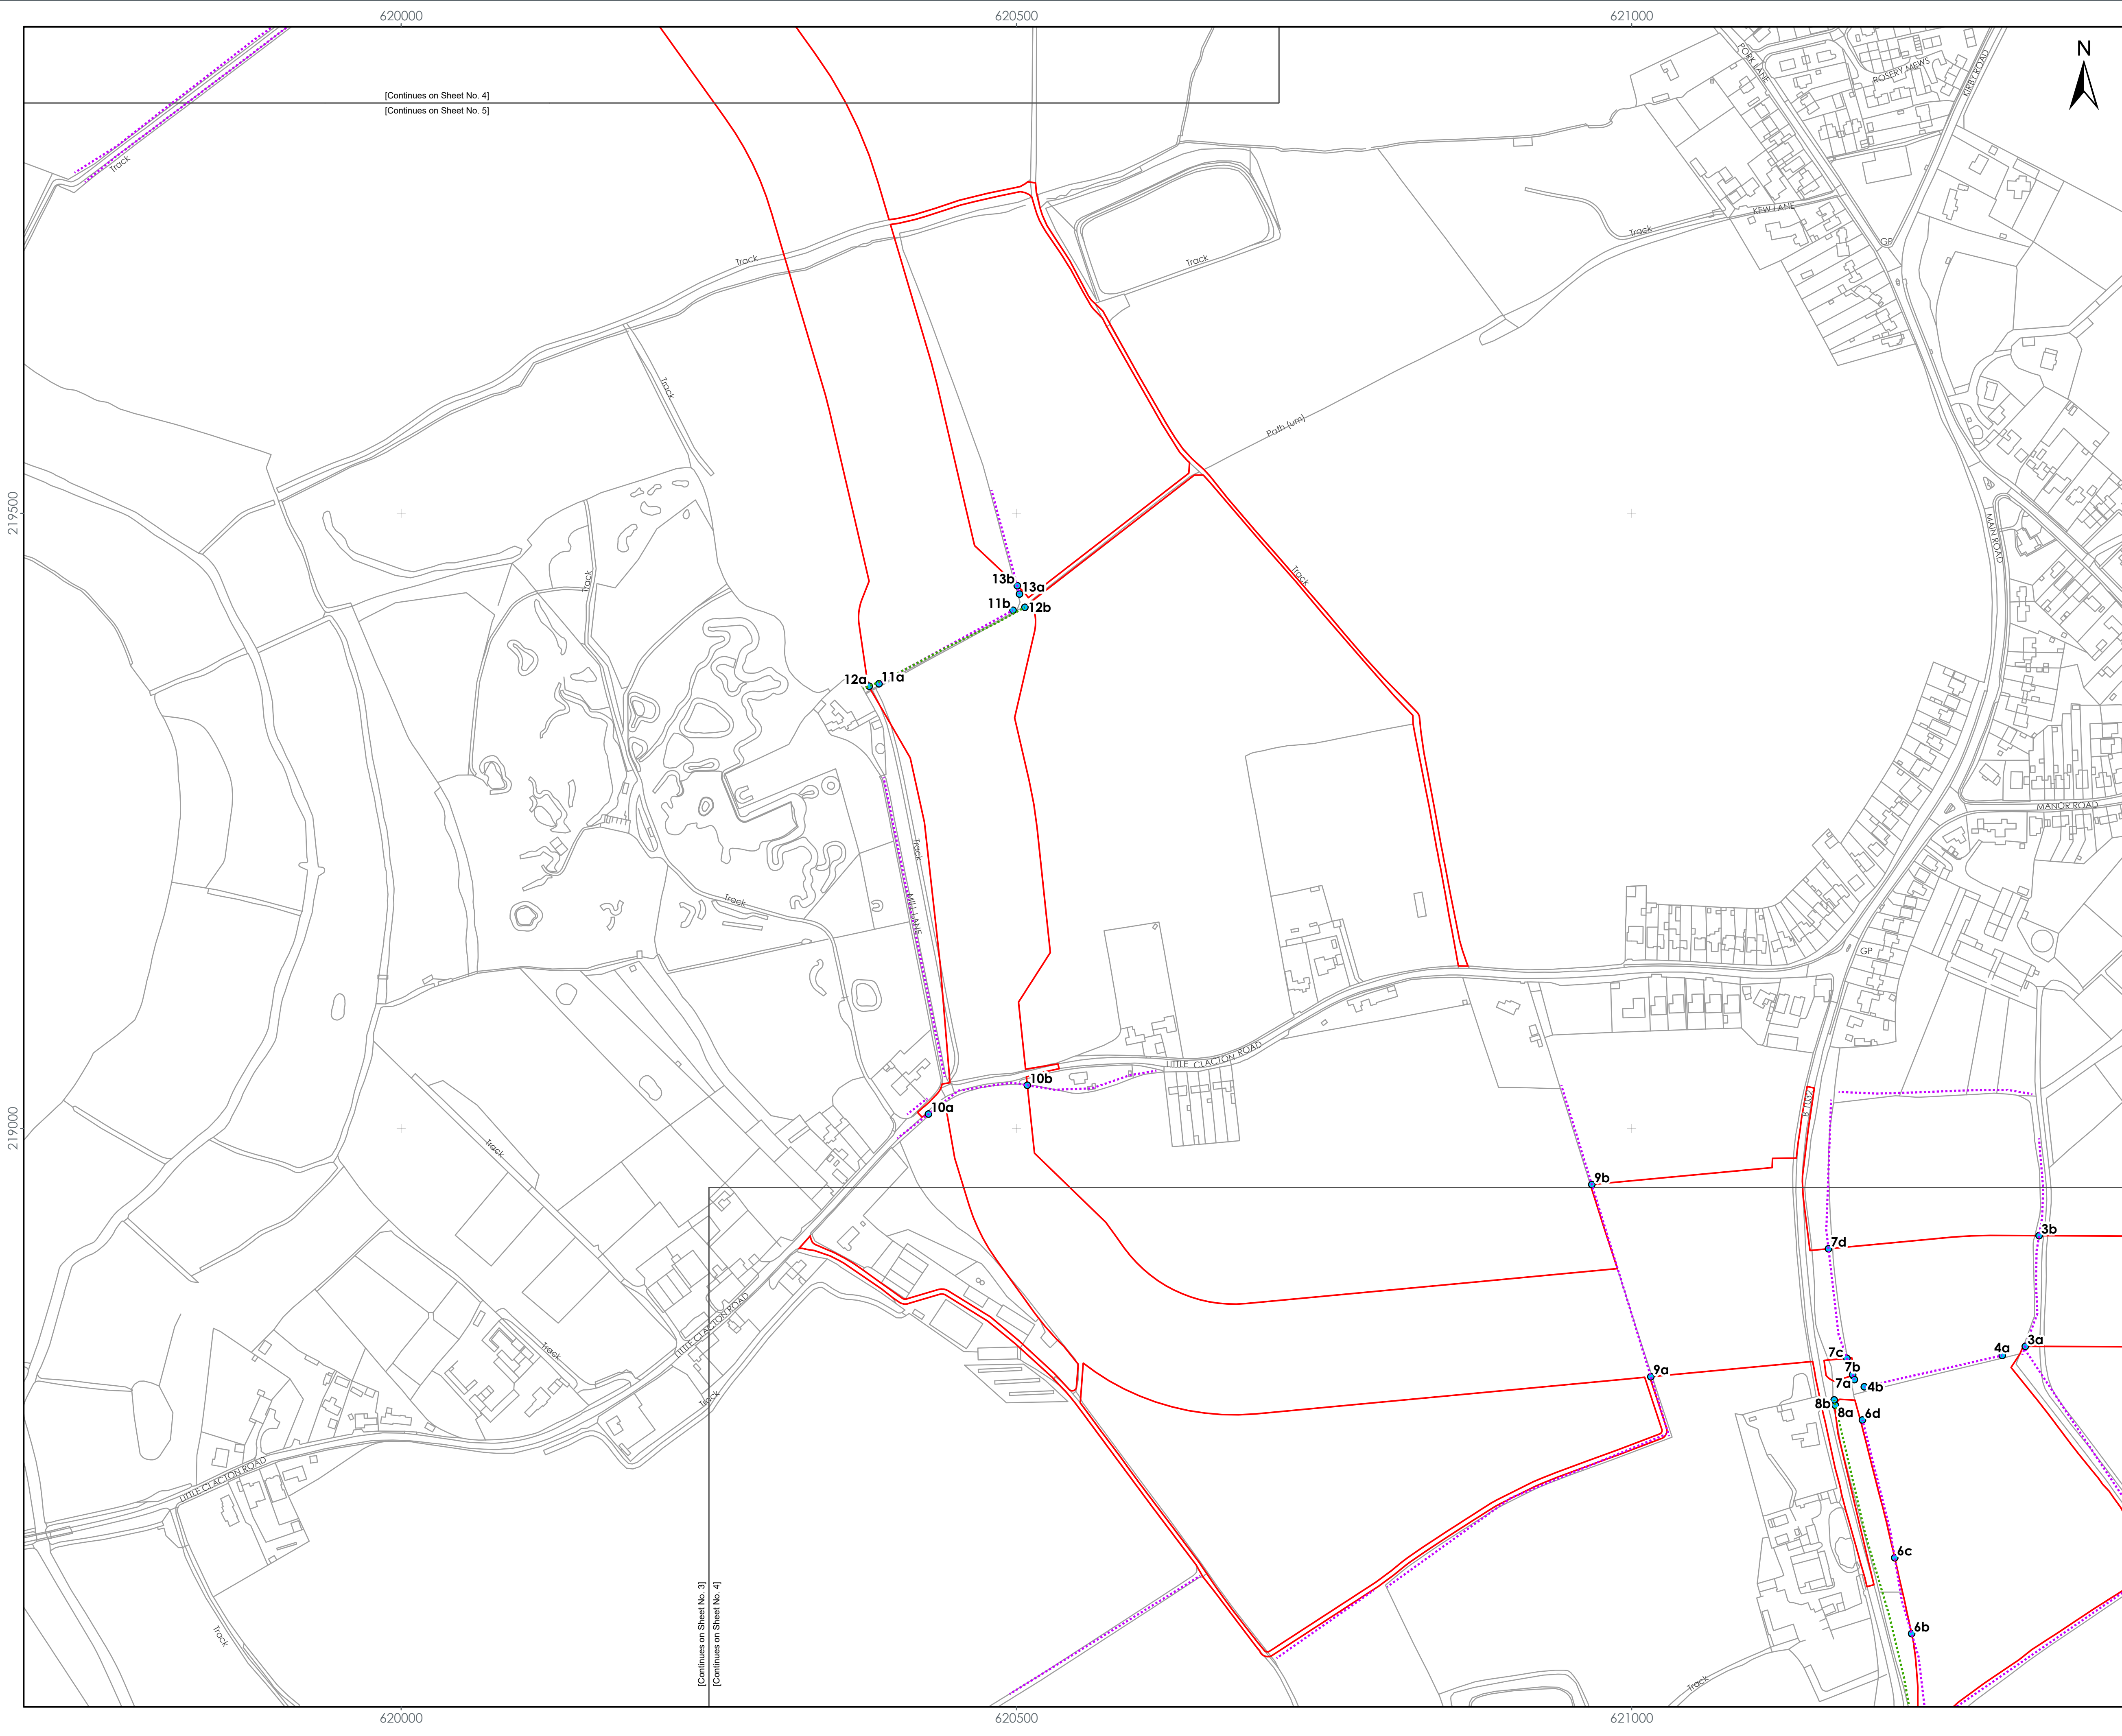 620000
620500
621000
N
PORK LANE
ROSERY MEWS
KIRBY ROAD
[Continues on Sheet No. 4]
[Continues on Sheet No. 5]
Track
KEW LANE
Track
GP
Track
Track
Track
Path (um)
219500
MAIN ROAD
Track
Track
13b
13a
11b
12b
12a
11a
MANOR ROAD
Track
Track
MILL LANE
GP
LITTLE CLACTON ROAD
10b
10a
B 1032
219000
Track
9b
3b
7d
LITTLE CLACTON ROAD
Track
3a
4a
7c
7b
9a
7a
4b
8b
8a
6d
Track
LITTLE CLACTON ROAD
6c
[Continues on Sheet No. 3]
[Continues on Sheet No. 4]
6b
Track
Track
620000
620500
621000